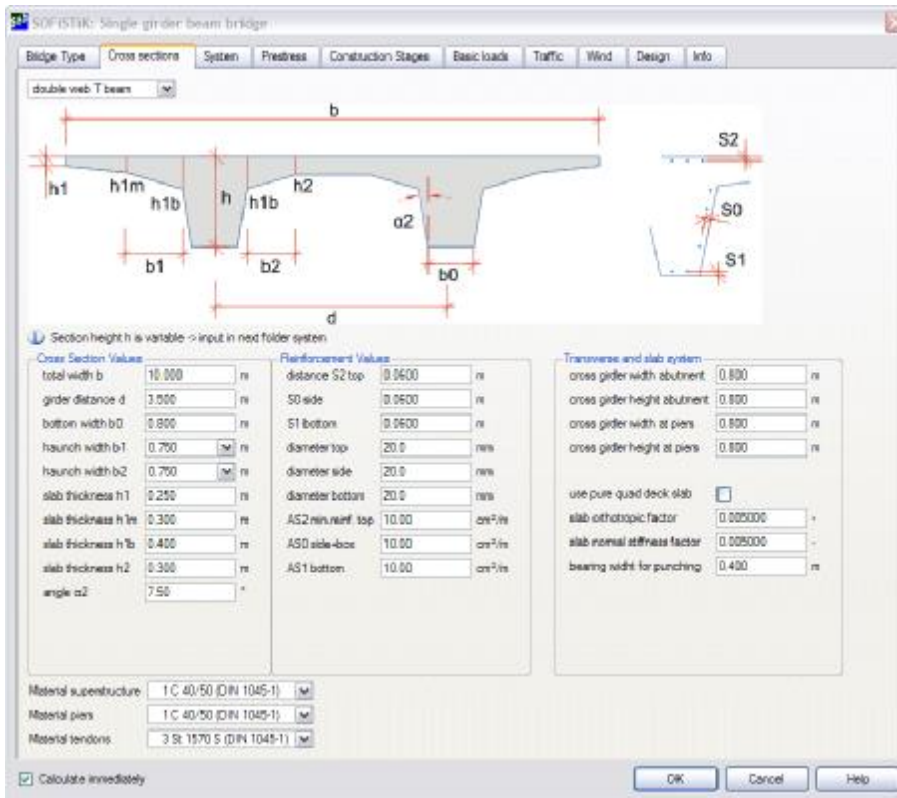 SOFiSTiK: Single girder beam bridge
Bridge Type Cross sections System Prestress Construction Stages Basic loads Traffic Wind Design Info
double web T beam
b
S2
h1 h1m h1b h h1b h2 α2 S0
S1
b1 b2 b0
d
Section height h is variable -> input in next folder system
Cross Section Values
total width b 10.000 m
girder distance d 3.500 m
bottom width b0 0.800 m
haunch width b1 0.750 m
haunch width b2 0.750 m
slab thickness h1 0.250 m
slab thickness h1m 0.300 m
slab thickness h1b 0.400 m
slab thickness h2 0.300 m
angle α2 7.50 °
Reinforcement Values
distance S2 top 0.0600 m
S0 side 0.0600 m
S1 bottom 0.0600 m
diameter top 20.0 mm
diameter side 20.0 mm
diameter bottom 20.0 mm
AS2 min.reinf. top 10.00 cm²/m
AS0 side-box 10.00 cm²/m
AS1 bottom 10.00 cm²/m
Transverse and slab system
cross girder width abutment 0.800 m
cross girder height abutment 0.800 m
cross girder width at piers 0.800 m
cross girder height at piers 0.800 m
use pure quad deck slab
slab orthotropic factor 0.005000 -
slab normal stiffness factor 0.005000 -
bearing widht for punching 0.400 m
Material superstructure 1 C 40/50 (DIN 1045-1)
Material piers 1 C 40/50 (DIN 1045-1)
Material tendons 3 St 1570 S (DIN 1045-1)
Calculate immediately OK Cancel Help